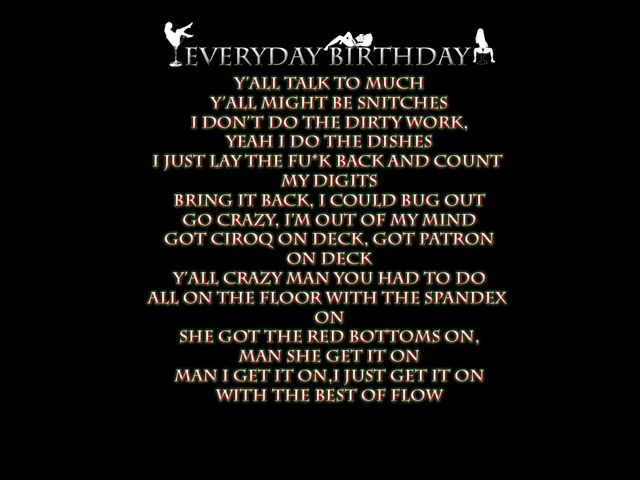 EVERYDAY BIRTHDAY
Y'ALL TALK TO MUCH
Y'ALL MIGHT BE SNITCHES
I DON'T DO THE DIRTY WORK,
YEAH I DO THE DISHES
I JUST LAY THE FU*K BACK AND COUNT
MY DIGITS
BRING IT BACK, I COULD BUG OUT
GO CRAZY, I'M OUT OF MY MIND
GOT CIROQ ON DECK, GOT PATRON
ON DECK
Y'ALL CRAZY MAN YOU HAD TO DO
ALL ON THE FLOOR WITH THE SPANDEX
ON
SHE GOT THE RED BOTTOMS ON,
MAN SHE GET IT ON
MAN I GET IT ON,I JUST GET IT ON
WITH THE BEST OF FLOW